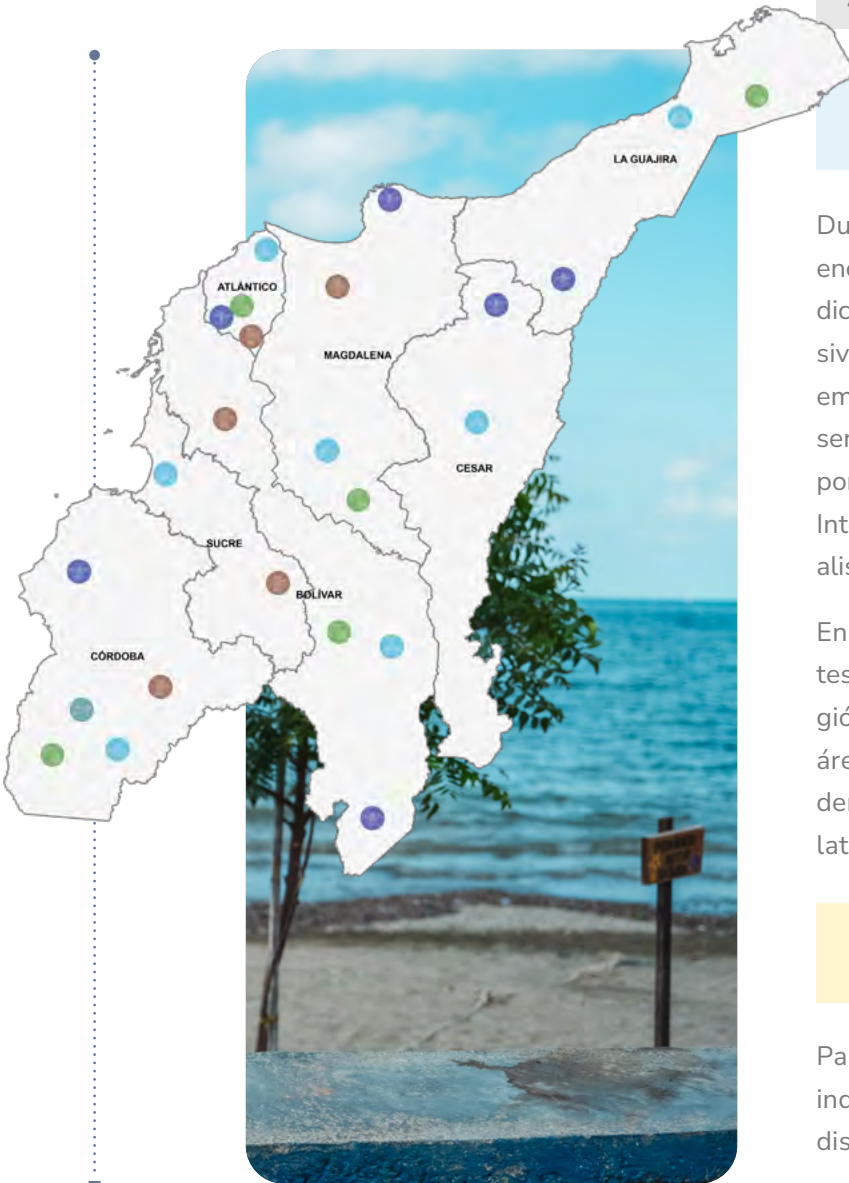 LA GUAJIRA
ATLÁNTICO
MAGDALENA
CESAR
SUCRE
BOLÍVAR
CÓRDOBA
Du
enc
dic
siv
em
ser
por
Int
alis
En
tes
gió
áre
der
lat
Pa
ind
dis